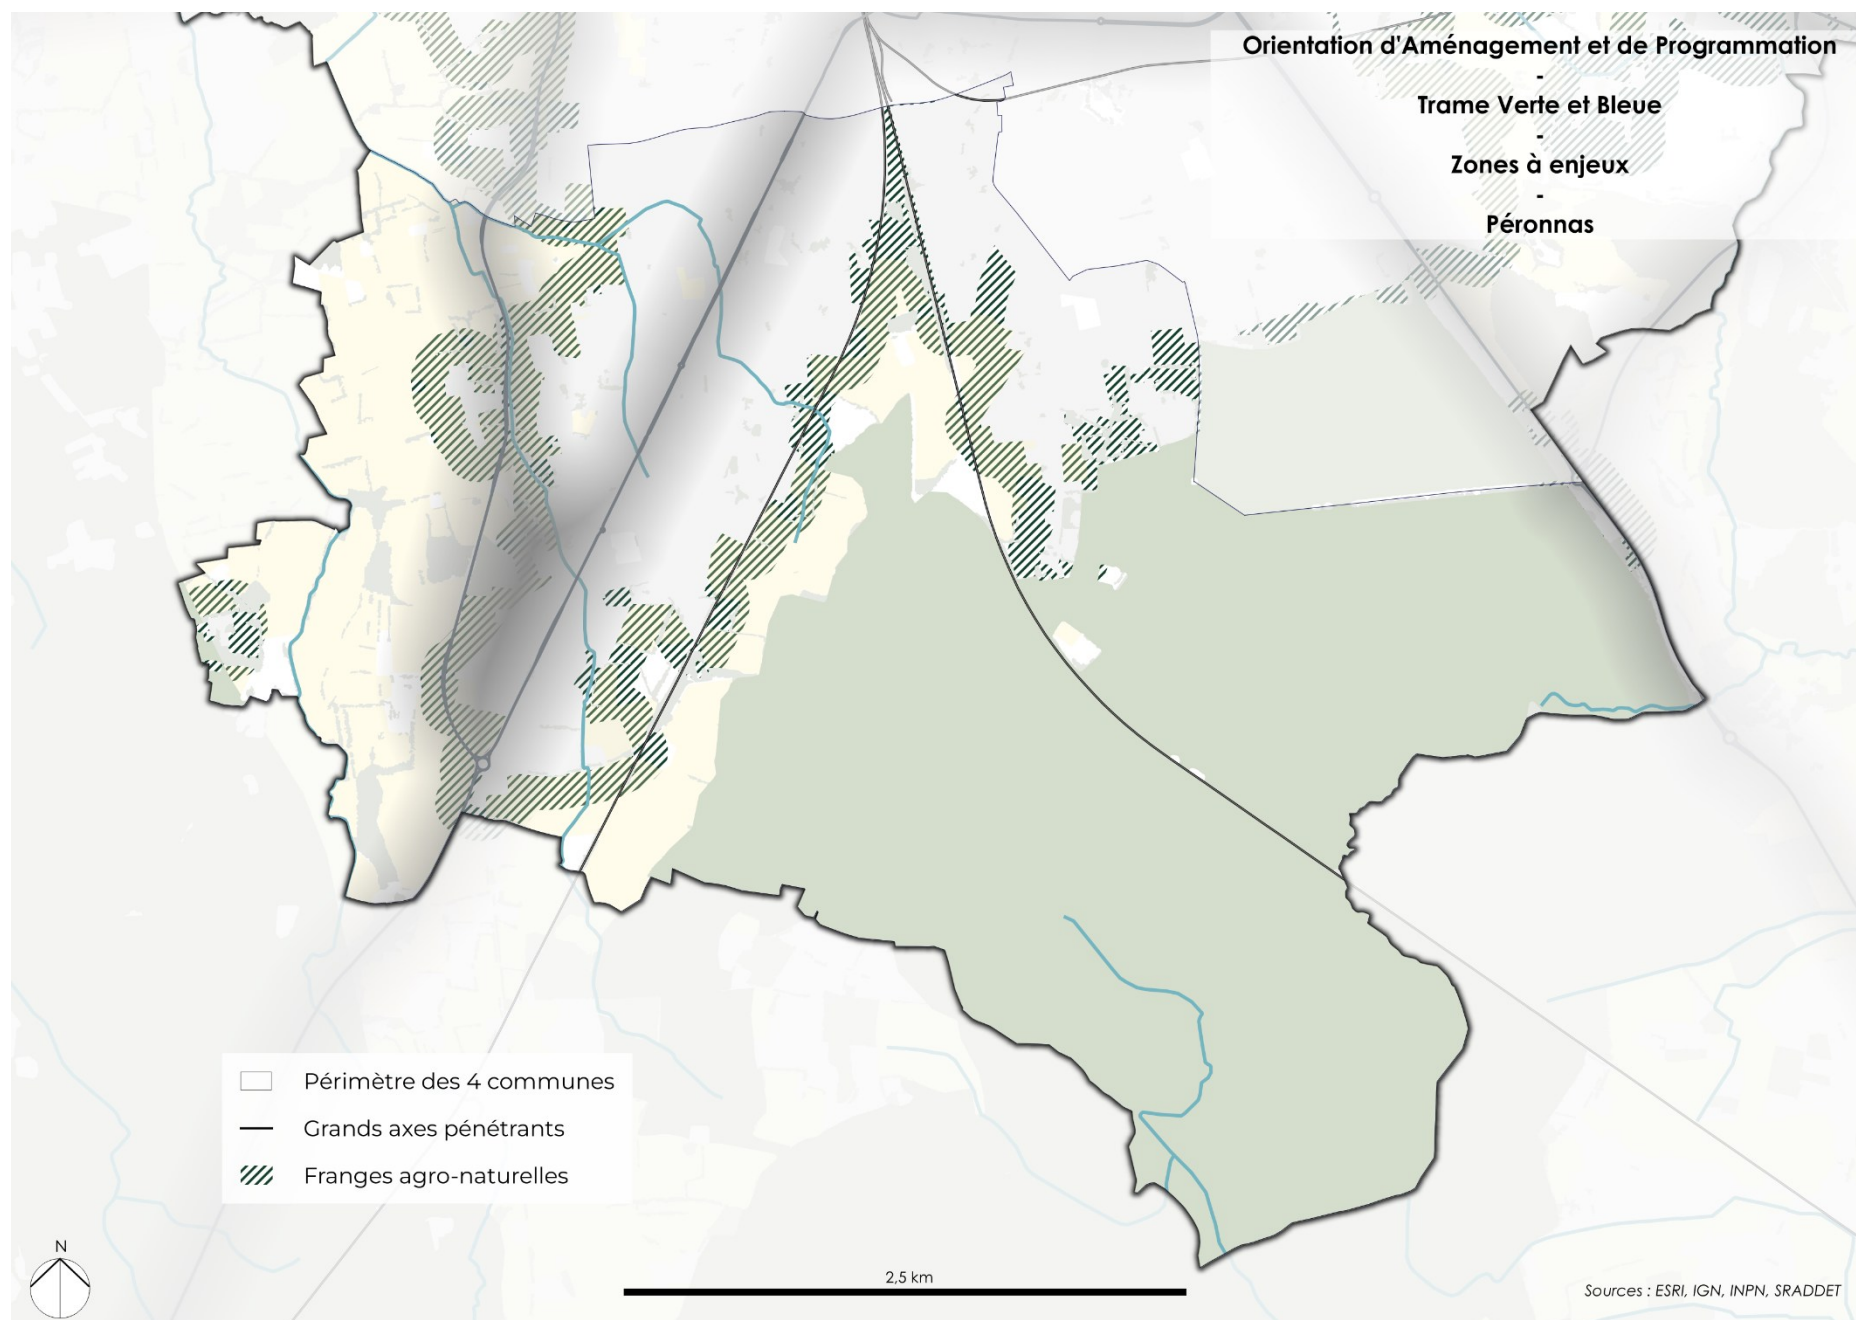 Orientation d'Aménagement et de Programmation
-
Trame Verte et Bleue
-
Zones à enjeux
-
Péronnas
Périmètre des 4 communes
Grands axes pénétrants
Franges agro-naturelles
N
2,5 km
Sources : ESRI, IGN, INPN, SRADDET